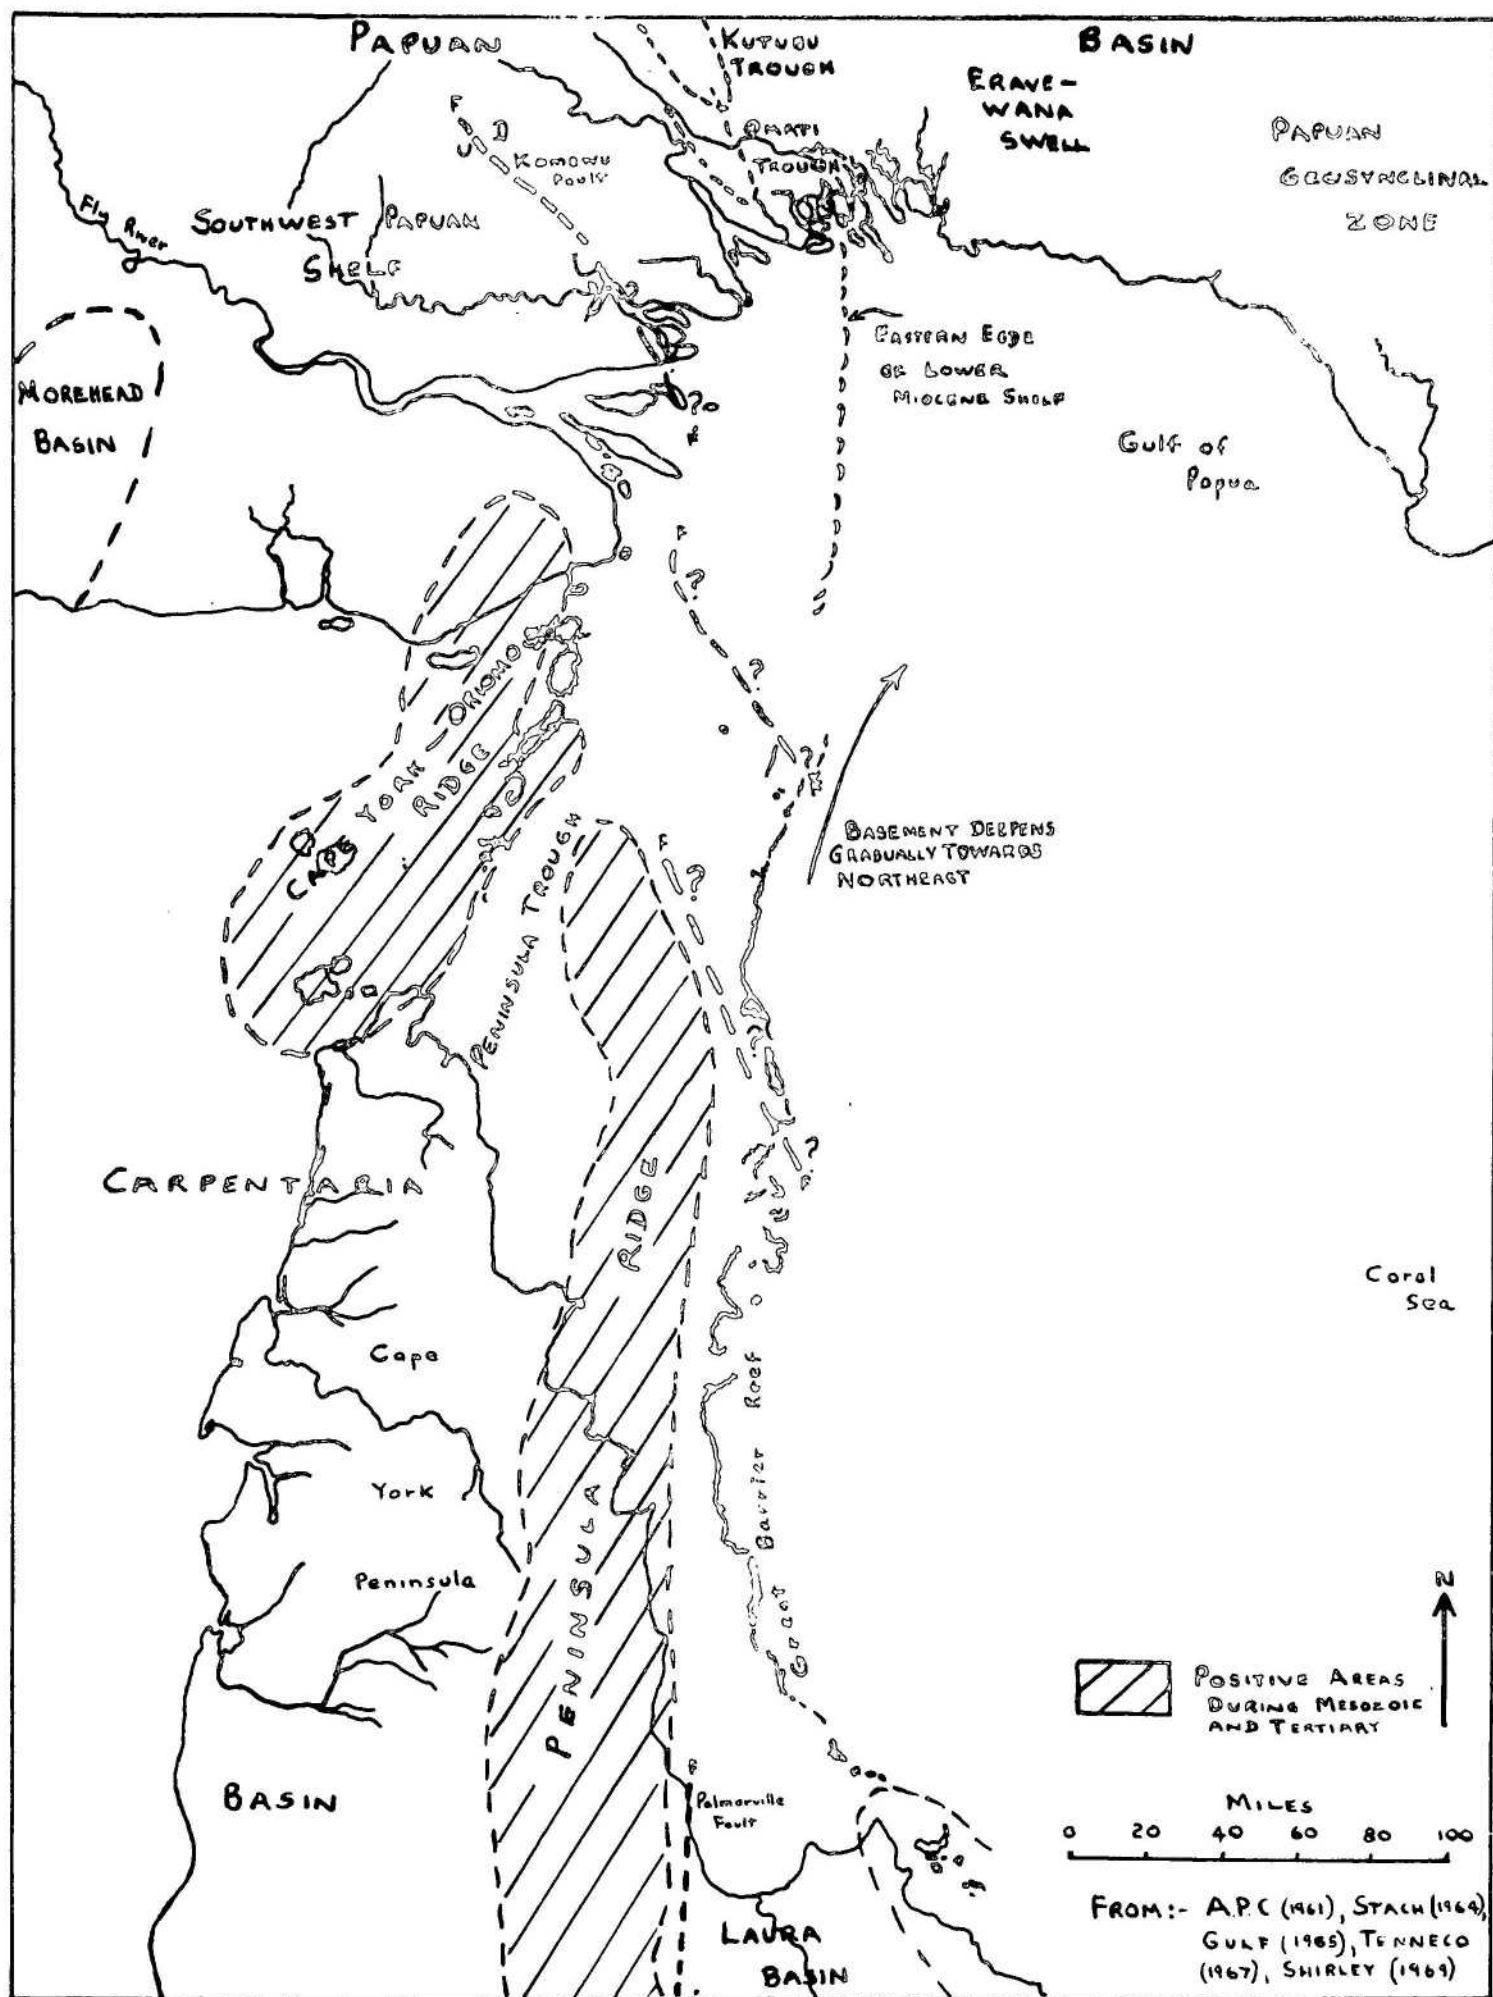 PAPUAN BASIN
KUTUBU
TROUGH
ERAVE-
WANA
SWELL
PAPUAN
GEOSYNCLINAL
ZONE
OMATI
TROUGH
F
U D
KOMOWU
Fault
Fly River
SOUTHWEST PAPUAN
SHELF
EASTERN EDGE
OF LOWER
MIOCENE SHELF
MOREHEAD
BASIN
?
Gulf of
Papua
F
?
?
?
CAPE YORK ORIOMO
RIDGE
BASEMENT DEEPENS
GRADUALLY TOWARDS
NORTHEAST
PENINSULA TROUGH
F
?
?
CARPENTARIA
PENINSULA RIDGE
Coral
Sea
Cape
York
Peninsula
Great Barrier Reef
N
POSITIVE AREAS
DURING MESOZOIC
AND TERTIARY
BASIN
F
Palmerville
Fault
MILES
0 20 40 60 80 100
LAURA
BASIN
FROM:- A.P.C (1961), STACH (1964),
GULF (1965), TENNECO
(1967), SHIRLEY (1969)